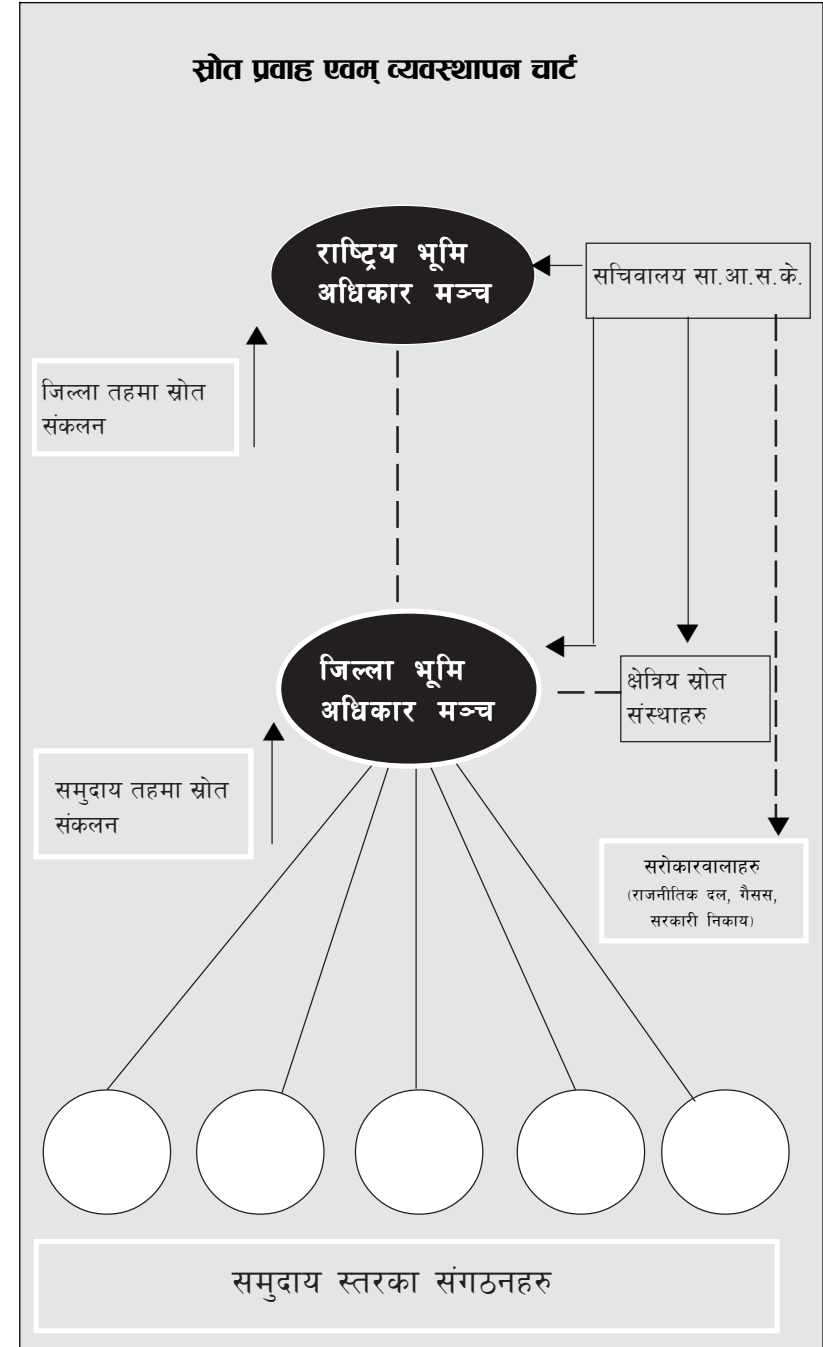 स्रोत प्रवाह एवम् व्यवस्थापन चार्ट
राष्ट्रिय भूमि
अधिकार मञ्च
सचिवालय सा.आ.स.के.
जिल्ला तहमा स्रोत
संकलन
जिल्ला भूमि
अधिकार मञ्च
क्षेत्रिय स्रोत
संस्थाहरु
समुदाय तहमा स्रोत
संकलन
सरोकारवालाहरु
(राजनीतिक दल, गैसस,
सरकारी निकाय)
समुदाय स्तरका संगठनहरु